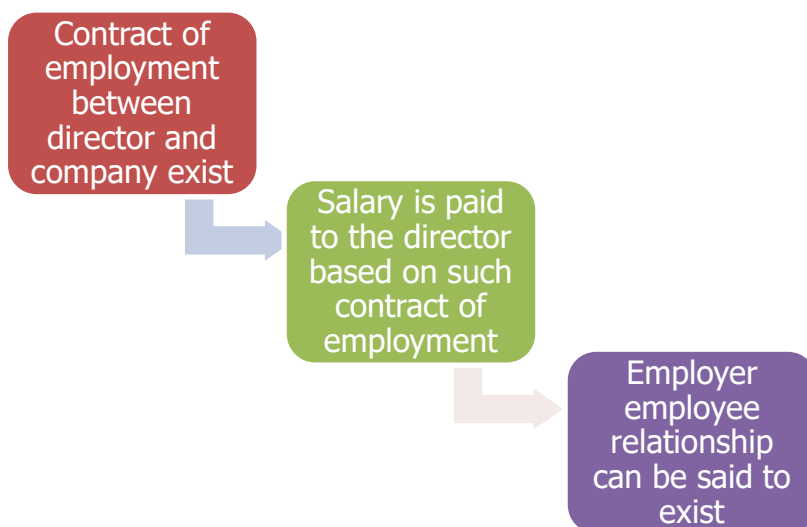 Contract of
employment
between
director and
company exist
Salary is paid
to the director
based on such
contract of
employment
Employer
employee
relationship
can be said to
exist